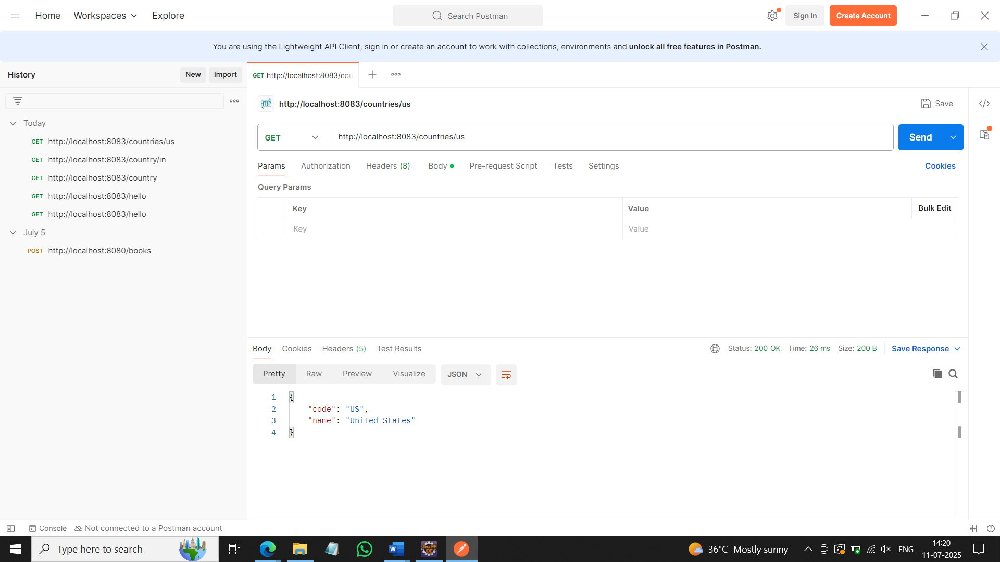 Home
Workspaces
Explore
Search Postman
Sign In
Create Account
You are using the Lightweight API Client, sign in or create an account to work with collections, environments and unlock all free features in Postman.
History
New
Import
GET http://localhost:8083/cou
HTTP
http://localhost:8083/countries/us
Save
Today
GET http://localhost:8083/countries/us
GET http://localhost:8083/country/in
GET http://localhost:8083/country
GET http://localhost:8083/hello
GET http://localhost:8083/hello
July 5
POST http://localhost:8080/books
GET
http://localhost:8083/countries/us
Send
Params
Authorization
Headers (8)
Body
Pre-request Script
Tests
Settings
Cookies
Query Params
Key
Value
Bulk Edit
Key
Value
Body
Cookies
Headers (5)
Test Results
Status: 200 OK
Time: 26 ms
Size: 200 B
Save Response
Pretty
Raw
Preview
Visualize
JSON
1 {
2 "code": "US",
3 "name": "United States"
4 }
Console
Not connected to a Postman account
Type here to search
Java EE
IDE
36°C Mostly sunny
ENG
14:20
11-07-2025